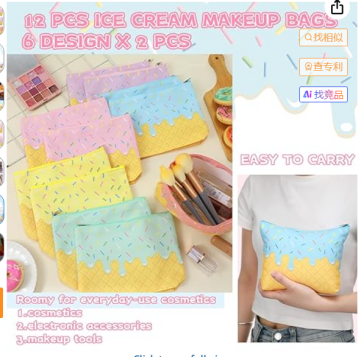 12 PCS ICE CREAM MAKEUP BAGS
6 DESIGN X 2 PCS
找相似
查专利
Ai 找竞品
EASY TO CARRY
Roomy for everyday-use cosmetics
1.cosmetics
2.electronic accessories
3.makeup tools